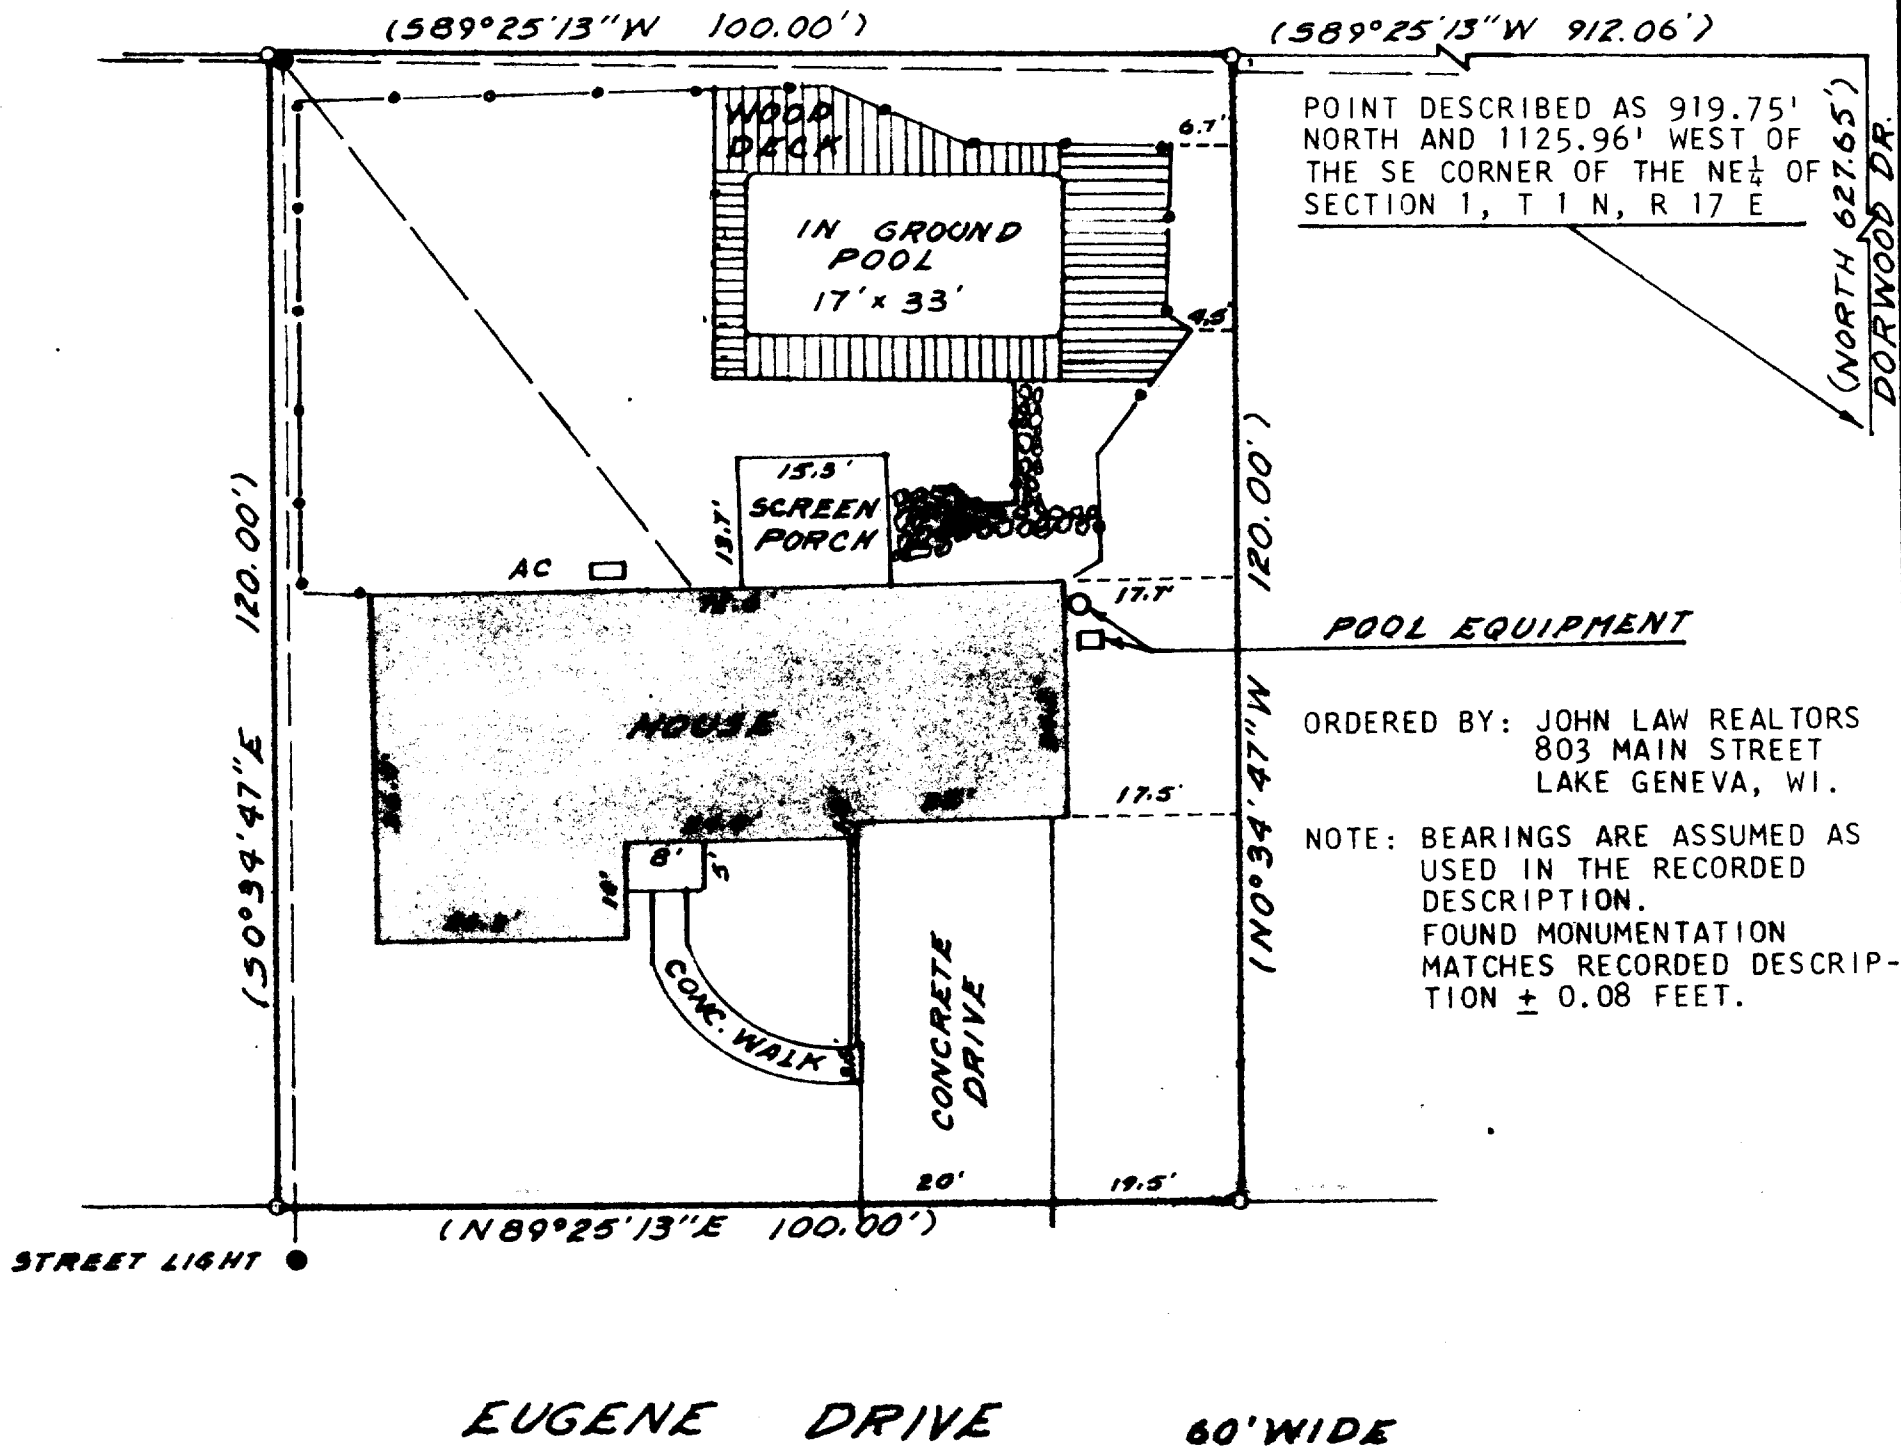 (S89°25'13"W 100.00')
(S89°25'13"W 912.06')
(NORTH 627.65')
DORWOOD DR.
POINT DESCRIBED AS 919.75'
NORTH AND 1125.96' WEST OF
THE SE CORNER OF THE NE¼ OF
SECTION 1, T 1 N, R 17 E
WOOD
DECK
6.7'
IN GROUND
POOL
17' x 33'
4.5'
15.3'
13.7'
SCREEN
PORCH
AC
(S0°34'47"E 120.00')
(N0°34'47"W 120.00')
17.7'
POOL EQUIPMENT
HOUSE
17.5'
ORDERED BY: JOHN LAW REALTORS
803 MAIN STREET
LAKE GENEVA, WI.
NOTE: BEARINGS ARE ASSUMED AS
USED IN THE RECORDED
DESCRIPTION.
FOUND MONUMENTATION
MATCHES RECORDED DESCRIP-
TION ± 0.08 FEET.
8'
5'
CONC. WALK
CONCRETE
DRIVE
20'
19.5'
(N89°25'13"E 100.00')
STREET LIGHT
EUGENE DRIVE 60' WIDE